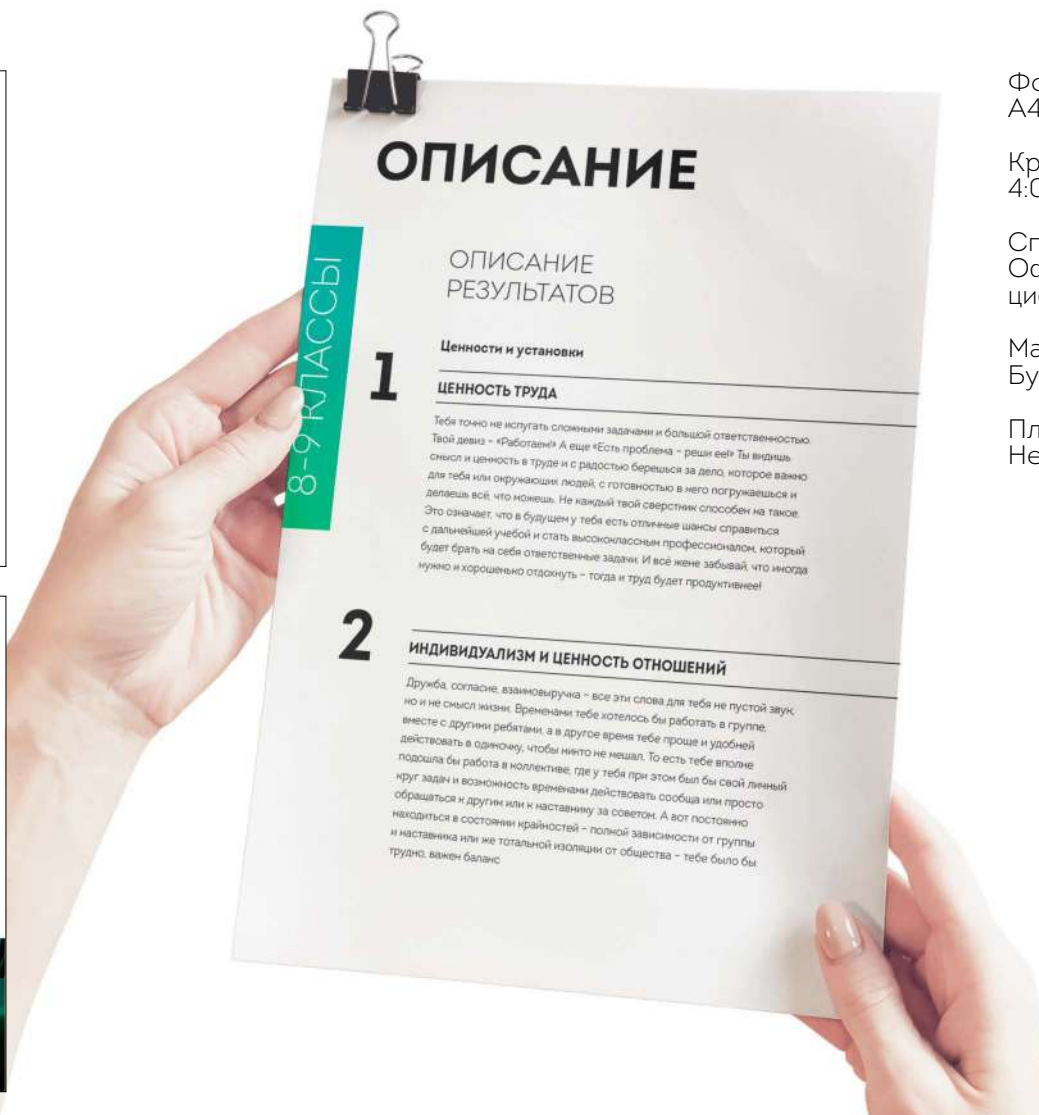 ОПИСАНИЕ
8-9 КЛАССЫ
ОПИСАНИЕ
РЕЗУЛЬТАТОВ
1
Ценности и установки
ЦЕННОСТЬ ТРУДА
Тебя точно не испугать сложными задачами и большой ответственностью.
Твой девиз – «Работаем!» А еще «Есть проблема – реши ее!» Ты видишь
смысл и ценность в труде и с радостью берешься за дело, которое важно
для тебя или окружающих людей, с готовностью в него погружаешься и
делаешь всё, что можешь. Не каждый твой сверстник способен на такое.
Это означает, что в будущем у тебя есть отличные шансы справиться
с дальнейшей учебой и стать высококлассным профессионалом, который
будет брать на себя ответственные задачи. И всё жене забывай, что иногда
нужно и хорошенько отдохнуть – тогда и труд будет продуктивнее!
2
ИНДИВИДУАЛИЗМ И ЦЕННОСТЬ ОТНОШЕНИЙ
Дружба, согласие, взаимовыручка – все эти слова для тебя не пустой звук,
но и не смысл жизни. Временами тебе хотелось бы работать в группе,
вместе с другими ребятами, а в другое время тебе проще и удобней
действовать в одиночку, чтобы никто не мешал. То есть тебе вполне
подошла бы работа в коллективе, где у тебя при этом был бы свой личный
круг задач и возможность временами действовать сообща или просто
обращаться к другим или к наставнику за советом. А вот постоянно
находиться в состоянии крайностей – полной зависимости от группы
и наставника или же тотальной изоляции от общества – тебе было бы
трудно, важен баланс
А4